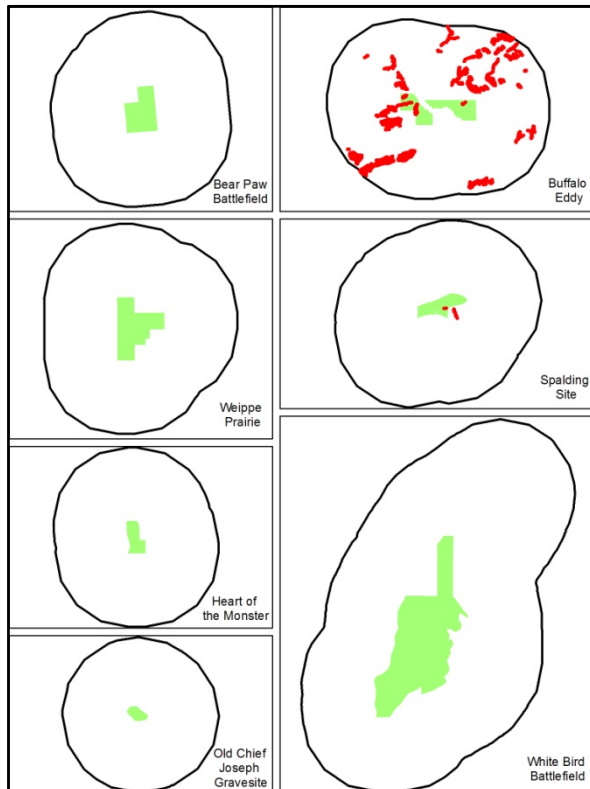 Bear Paw
Battlefield
Buffalo
Eddy
Weippe
Prairie
Spalding
Site
Heart of
the Monster
Old Chief
Joseph
Gravesite
White Bird
Battlefield